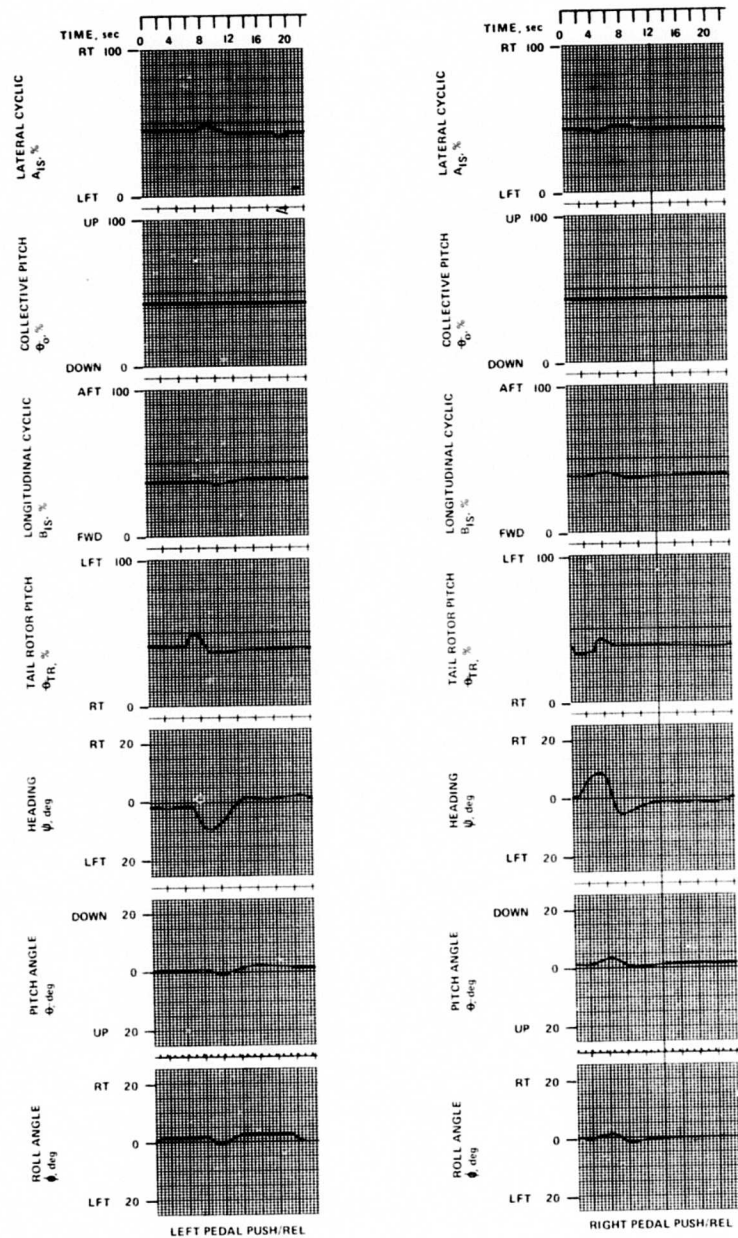 TIME, sec
0 4 8 12 16 20
RT 100
LATERAL CYCLIC
A1S, %
LFT 0
UP 100
COLLECTIVE PITCH
θo, %
DOWN 0
AFT 100
LONGITUDINAL CYCLIC
B1S, %
FWD 0
LFT 100
TAIL ROTOR PITCH
θTR, %
RT 0
RT 20
HEADING
ψ, deg
0
LFT 20
DOWN 20
PITCH ANGLE
θ, deg
0
UP 20
RT 20
ROLL ANGLE
ϕ, deg
0
LFT 20
LEFT PEDAL PUSH/REL
TIME, sec
0 4 8 12 16 20
RT 100
LATERAL CYCLIC
A1S, %
LFT 0
UP 100
COLLECTIVE PITCH
θo, %
DOWN 0
AFT 100
LONGITUDINAL CYCLIC
B1S, %
FWD 0
LFT 100
TAIL ROTOR PITCH
θTR, %
RT 0
RT 20
HEADING
ψ, deg
0
LFT 20
DOWN 20
PITCH ANGLE
θ, deg
0
UP 20
RT 20
ROLL ANGLE
ϕ, deg
0
LFT 20
RIGHT PEDAL PUSH/REL